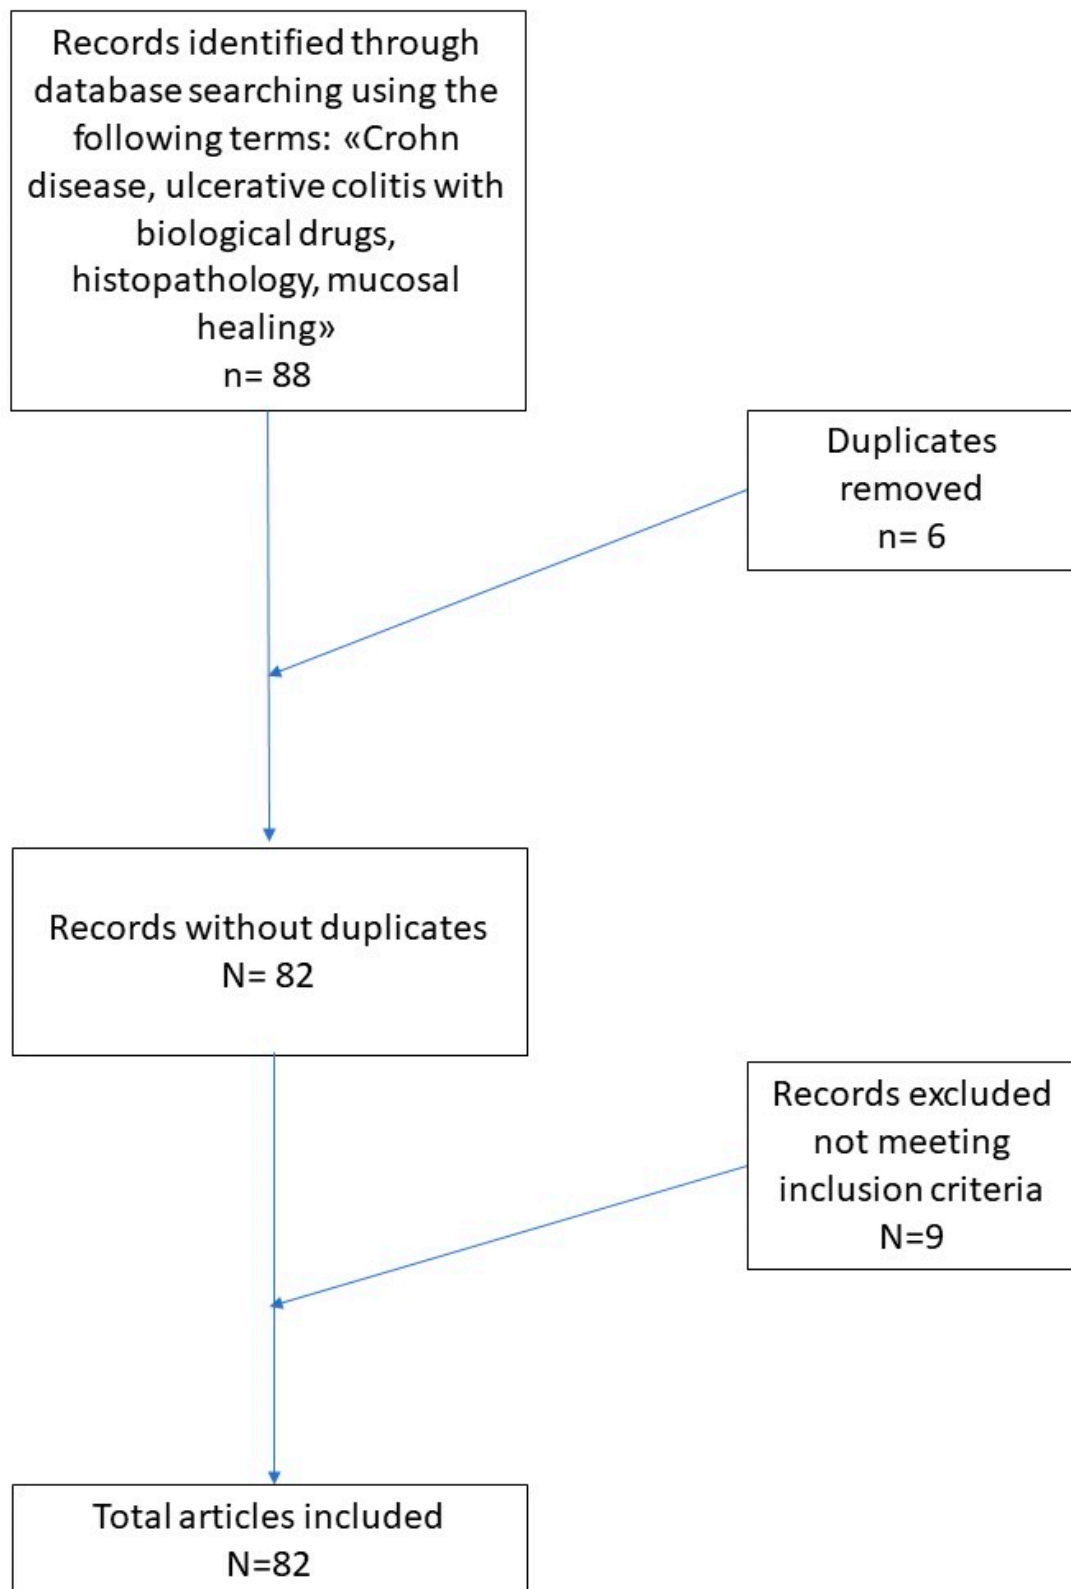 Records identified through
database searching using the
following terms: «Crohn
disease, ulcerative colitis with
biological drugs,
histopathology, mucosal
healing»
n= 88
Duplicates
removed
n= 6
Records without duplicates
N= 82
Records excluded
not meeting
inclusion criteria
N=9
Total articles included
N=82